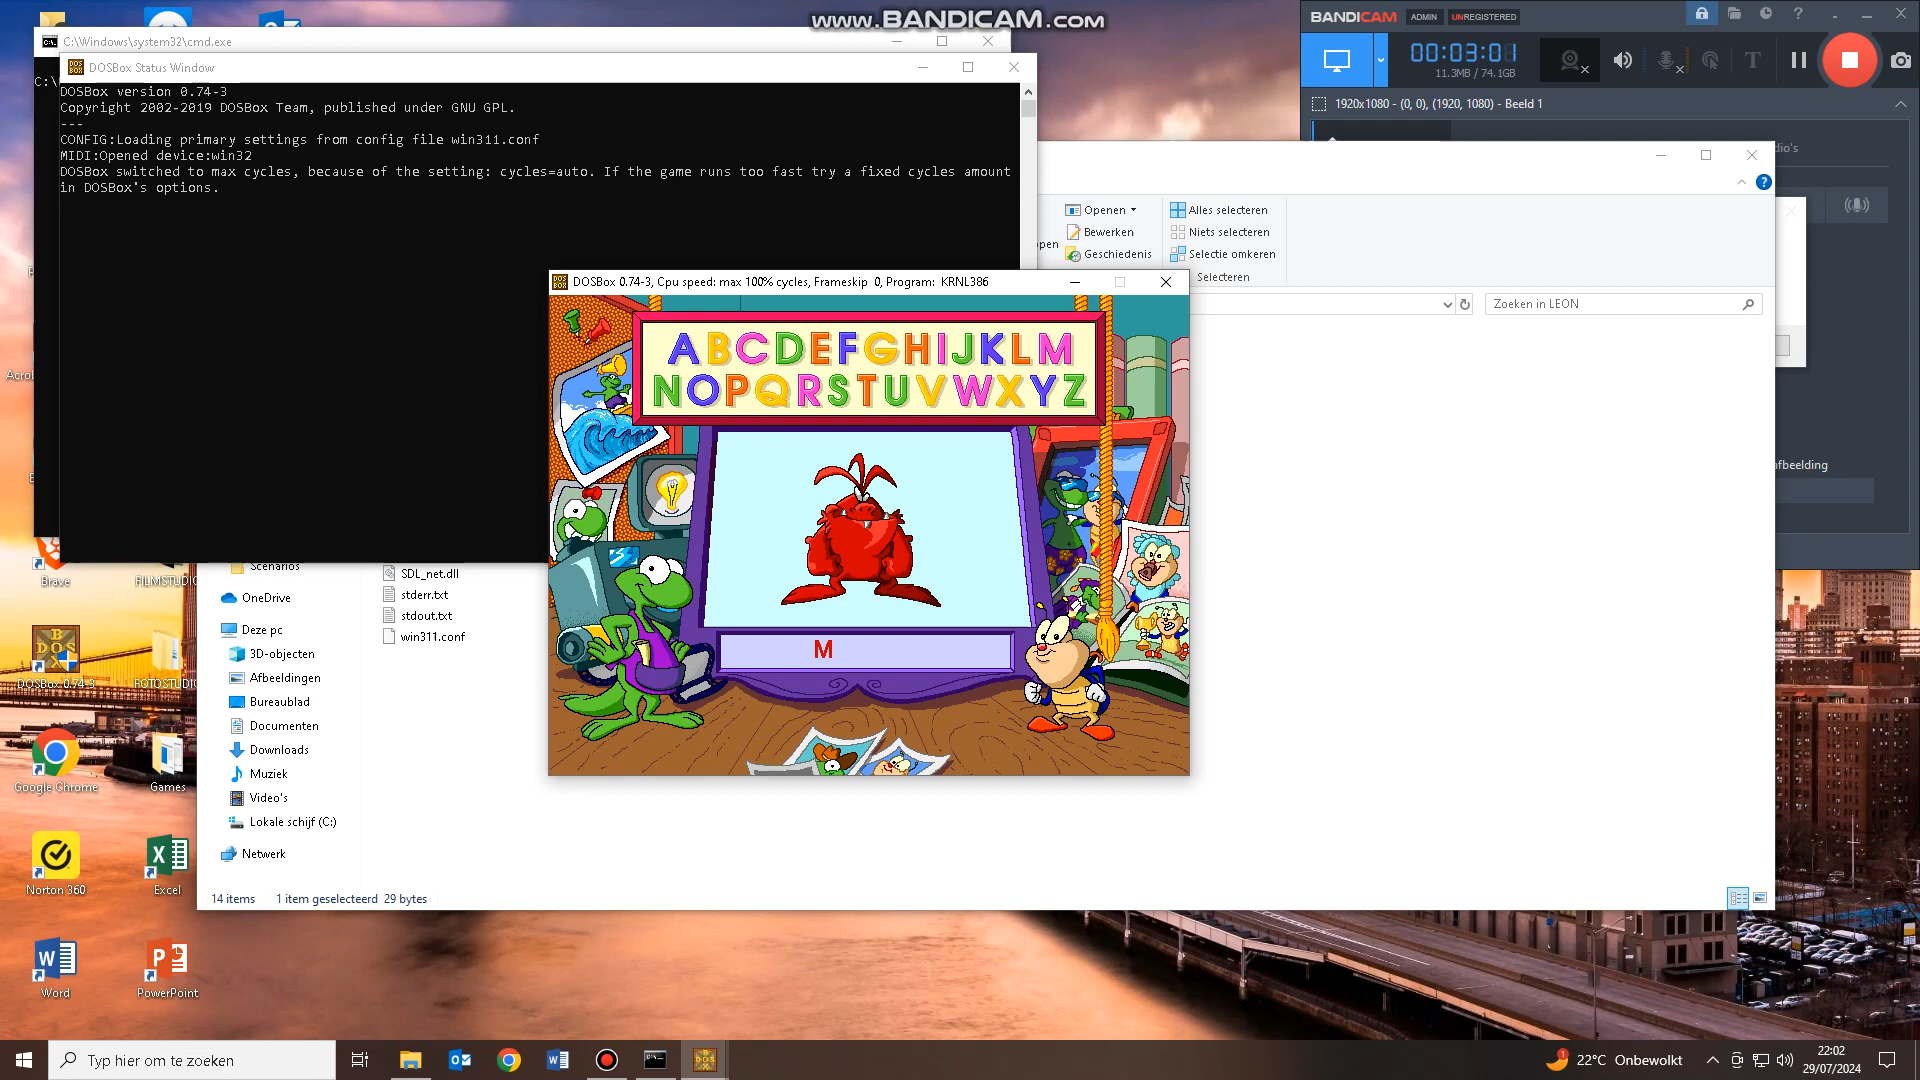 www.BANDICAM.com
C:\Windows\system32\cmd.exe
C:\
DOSBox Status Window
DOSBox version 0.74-3
Copyright 2002-2019 DOSBox Team, published under GNU GPL.
---
CONFIG:Loading primary settings from config file win311.conf
MIDI:Opened device:win32
DOSBox switched to max cycles, because of the setting: cycles=auto. If the game runs too fast try a fixed cycles amount
in DOSBox's options.
BANDICAM ADMIN UNREGISTERED
00:03:01
11.3MB / 74.1GB
1920x1080 - (0, 0), (1920, 1080) - Beeld 1
Openen
Alles selecteren
Bewerken
Niets selecteren
Geschiedenis
Selectie omkeren
Selecteren
Zoeken in LEON
DOSBox 0.74-3, Cpu speed: max 100% cycles, Frameskip 0, Program: KRNL386
ABCDEFGHIJKLM
NOPQRSTUVWXYZ
M
Scenarios
OneDrive
Deze pc
3D-objecten
Afbeeldingen
Bureaublad
Documenten
Downloads
Muziek
Video's
Lokale schijf (C:)
Netwerk
SDL_net.dll
stderr.txt
stdout.txt
win311.conf
14 items 1 item geselecteerd 29 bytes
Brave
DOSBox 0.74-3
Google Chrome
Games
Norton 360
Excel
Word
PowerPoint
Typ hier om te zoeken
22°C Onbewolkt
22:02
29/07/2024